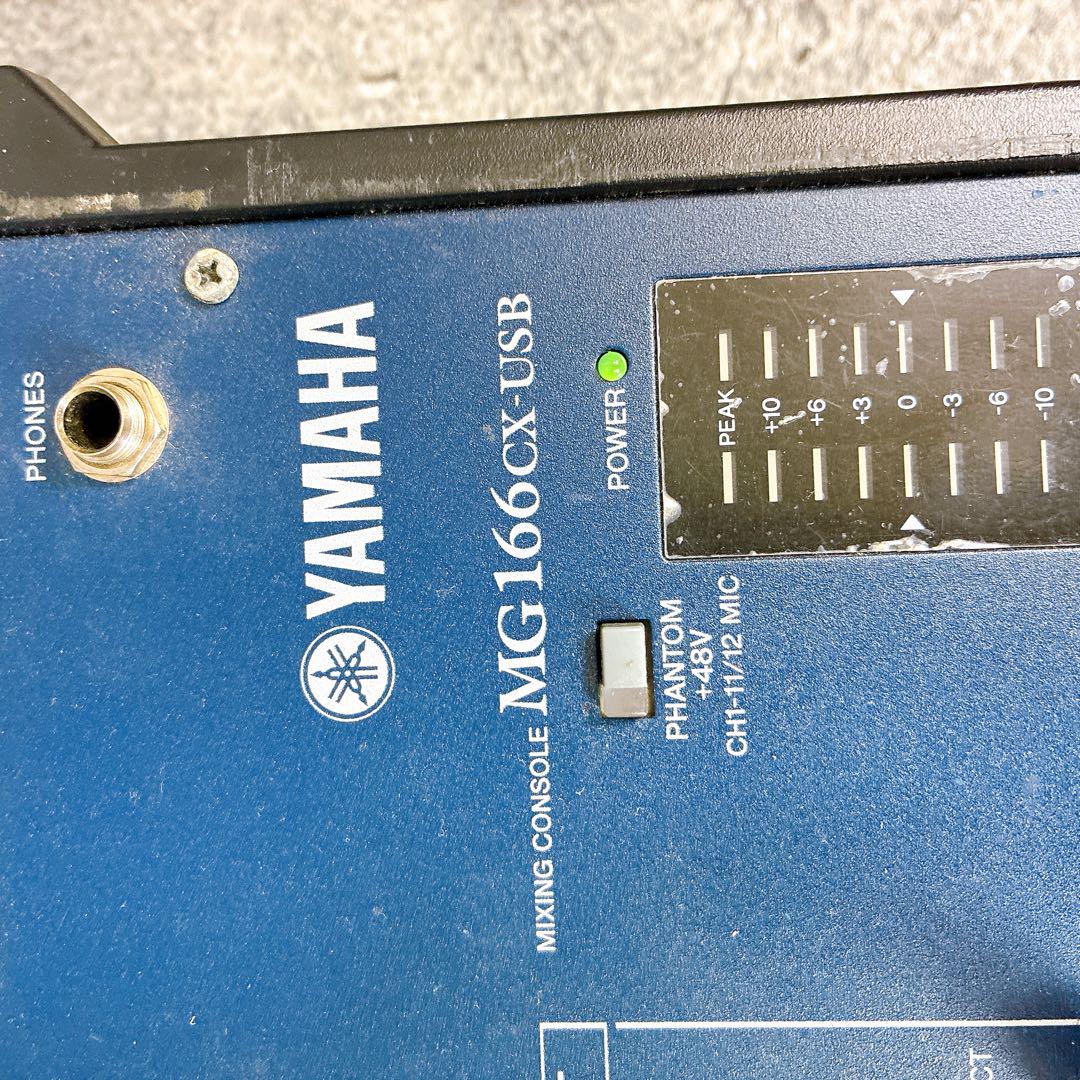 PHONES
YAMAHA
MIXING CONSOLE MG166CX-USB
POWER
PEAK
+10
+6
+3
0
-3
-6
-10
PHANTOM
+48V
CH1-11/12 MIC